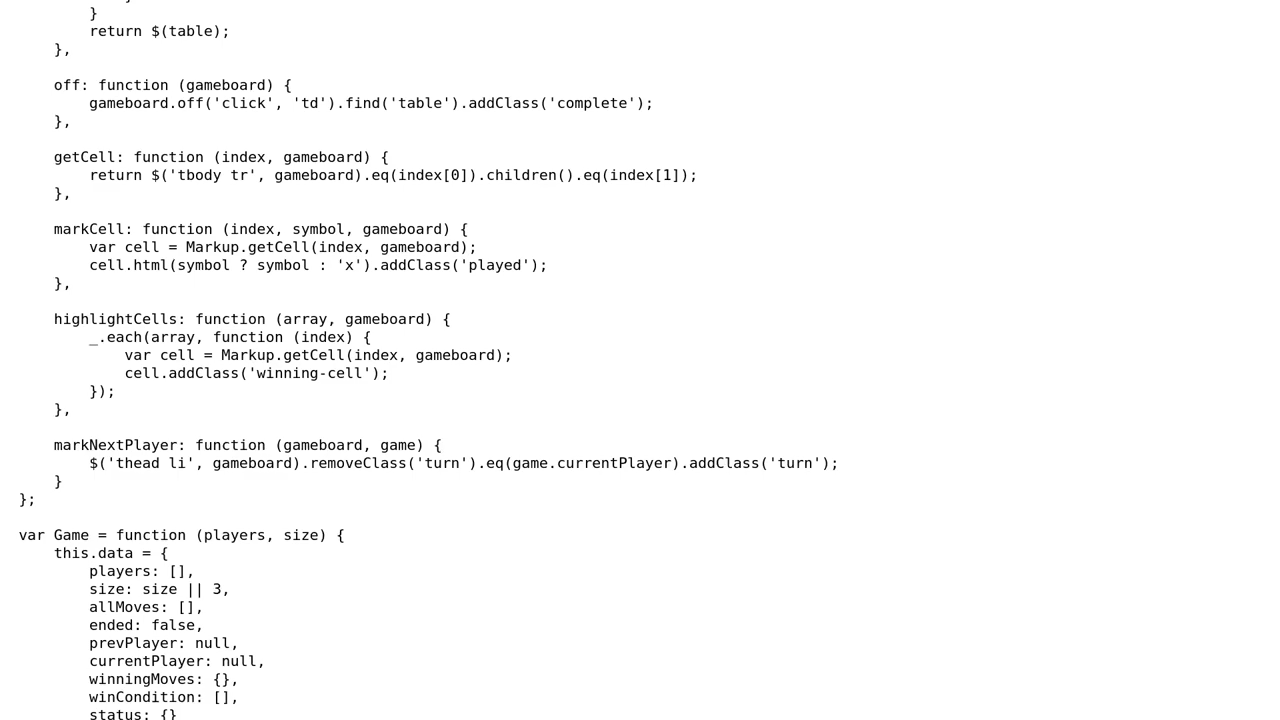 }
        return $(table);
    },

    off: function (gameboard) {
        gameboard.off('click', 'td').find('table').addClass('complete');
    },

    getCell: function (index, gameboard) {
        return $('tbody tr', gameboard).eq(index[0]).children().eq(index[1]);
    },

    markCell: function (index, symbol, gameboard) {
        var cell = Markup.getCell(index, gameboard);
        cell.html(symbol ? symbol : 'x').addClass('played');
    },

    highlightCells: function (array, gameboard) {
        _.each(array, function (index) {
            var cell = Markup.getCell(index, gameboard);
            cell.addClass('winning-cell');
        });
    },

    markNextPlayer: function (gameboard, game) {
        $('thead li', gameboard).removeClass('turn').eq(game.currentPlayer).addClass('turn');
    }
};

var Game = function (players, size) {
    this.data = {
        players: [],
        size: size || 3,
        allMoves: [],
        ended: false,
        prevPlayer: null,
        currentPlayer: null,
        winningMoves: {},
        winCondition: [],
        status: {}